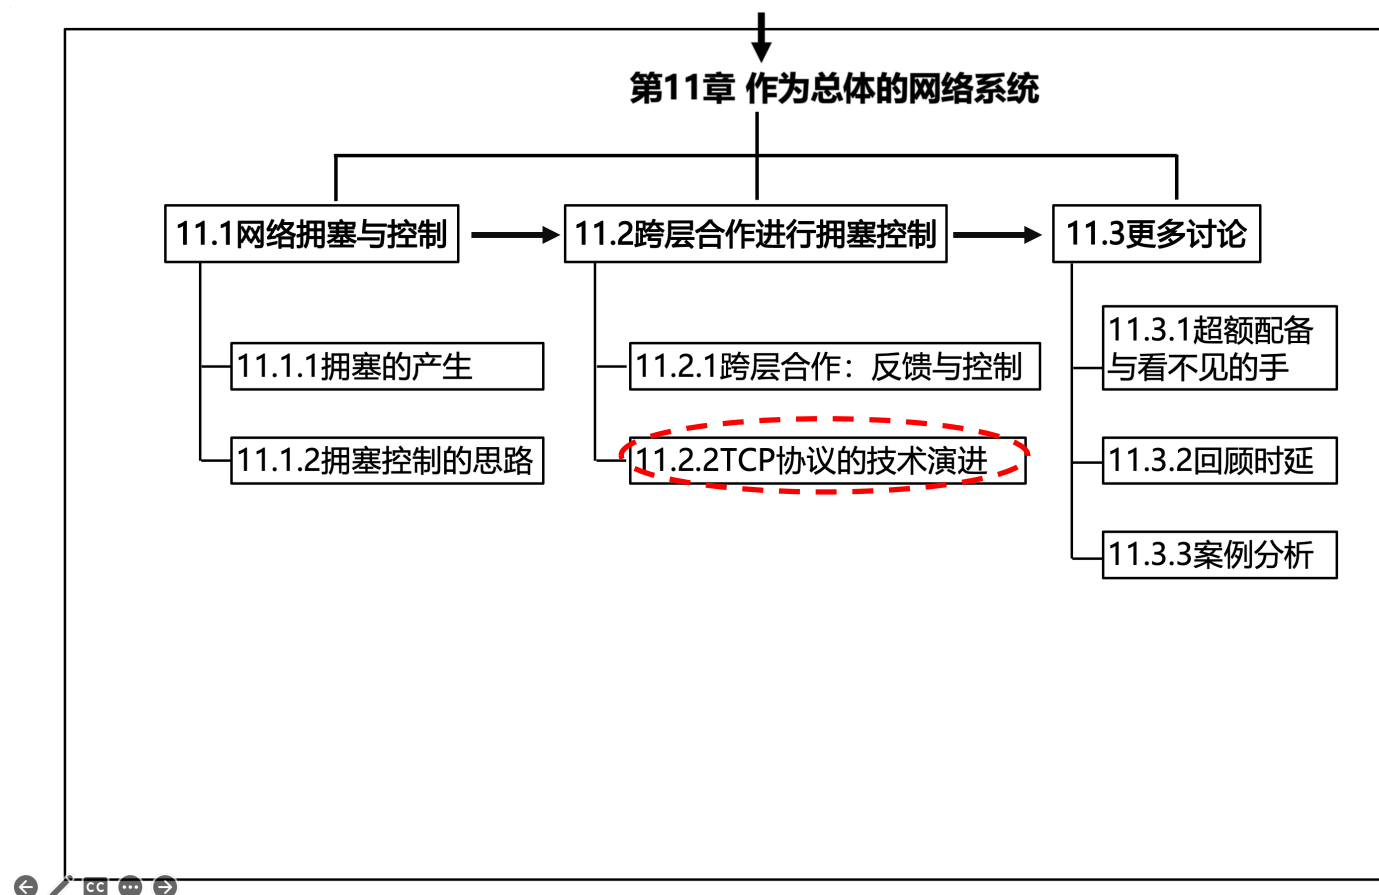 第11章 作为总体的网络系统
11.1网络拥塞与控制
11.2跨层合作进行拥塞控制
11.3更多讨论
11.1.1拥塞的产生
11.1.2拥塞控制的思路
11.2.1跨层合作：反馈与控制
11.2.2TCP协议的技术演进
11.3.1超额配备
与看不见的手
11.3.2回顾时延
11.3.3案例分析
CC